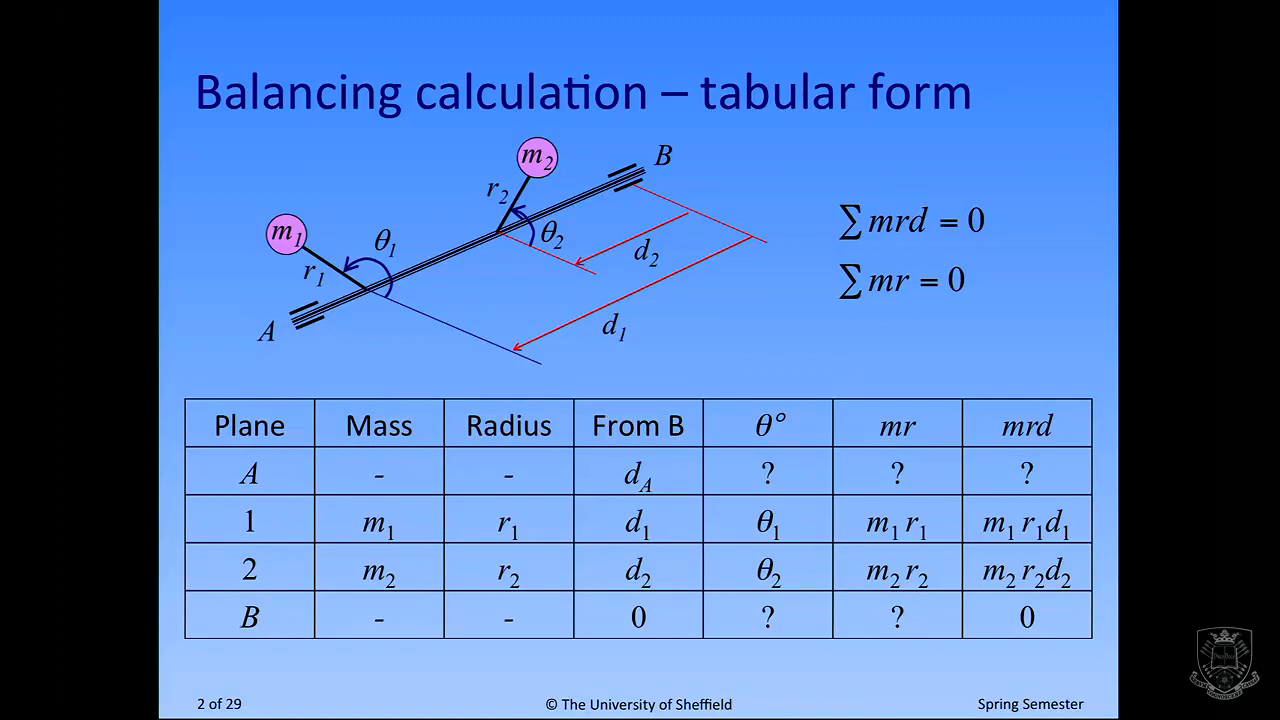 Balancing calculation – tabular form
m2
B
r2
∑ mrd = 0
m1
θ1
θ2
d2
r1
∑ mr = 0
A
d1
Plane Mass Radius From B θ° mr mrd
A - - dA ? ? ?
1 m1 r1 d1 θ1 m1 r1 m1 r1d1
2 m2 r2 d2 θ2 m2 r2 m2 r2d2
B - - 0 ? ? 0
2 of 29 © The University of Sheffield Spring Semester